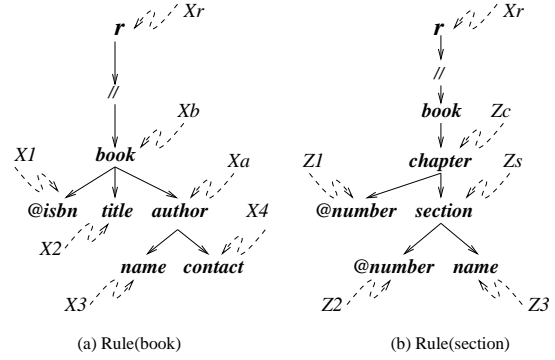 r Xr r Xr
// //
book Zc
Xb
X1 book Xa Z1 chapter Zs
@isbn title author X4 @number section
X2
name contact @number name
X3 Z2 Z3
(a) Rule(book) (b) Rule(section)